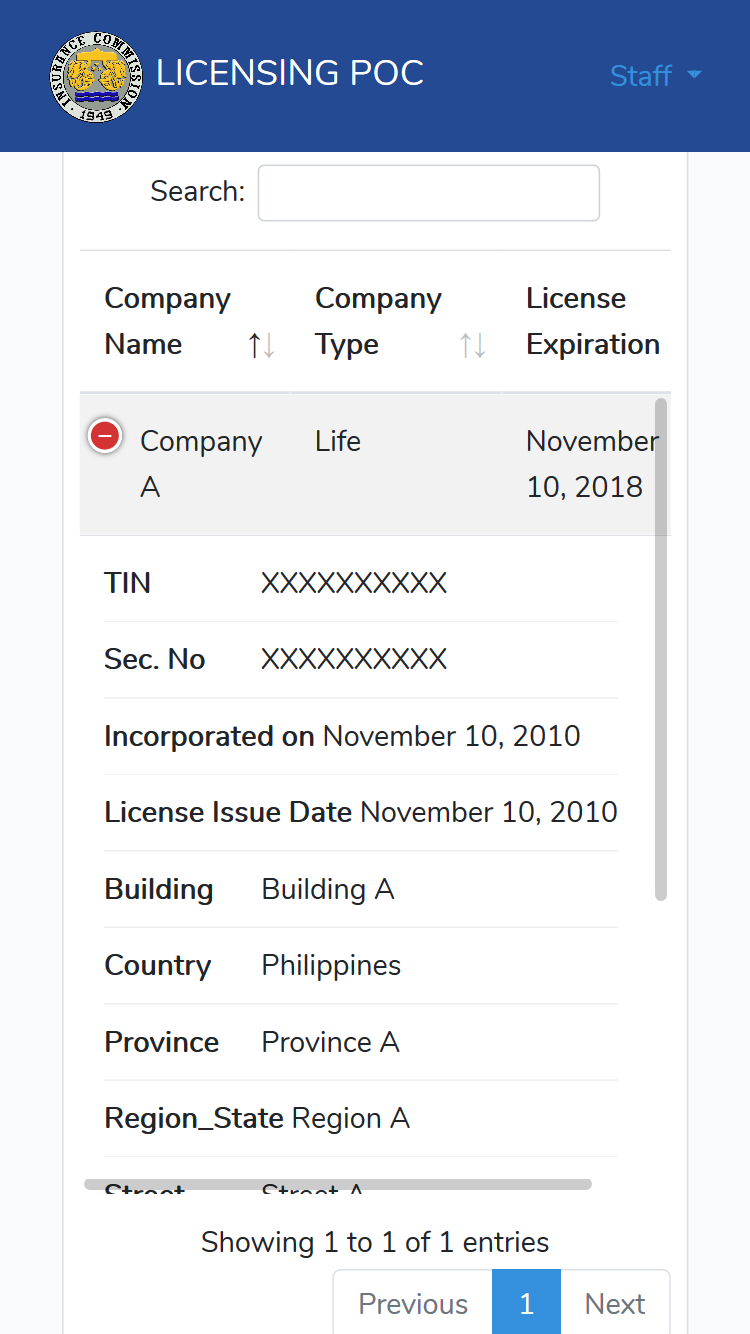 INSURANCE COMMISSION
1949
LICENSING POC
Staff
Search:
Company Name
Company Type
License Expiration
Company A
Life
November 10, 2018
TIN XXXXXXXXXX
Sec. No XXXXXXXXXX
Incorporated on November 10, 2010
License Issue Date November 10, 2010
Building Building A
Country Philippines
Province Province A
Region_State Region A
Street Street A
Showing 1 to 1 of 1 entries
Previous 1 Next